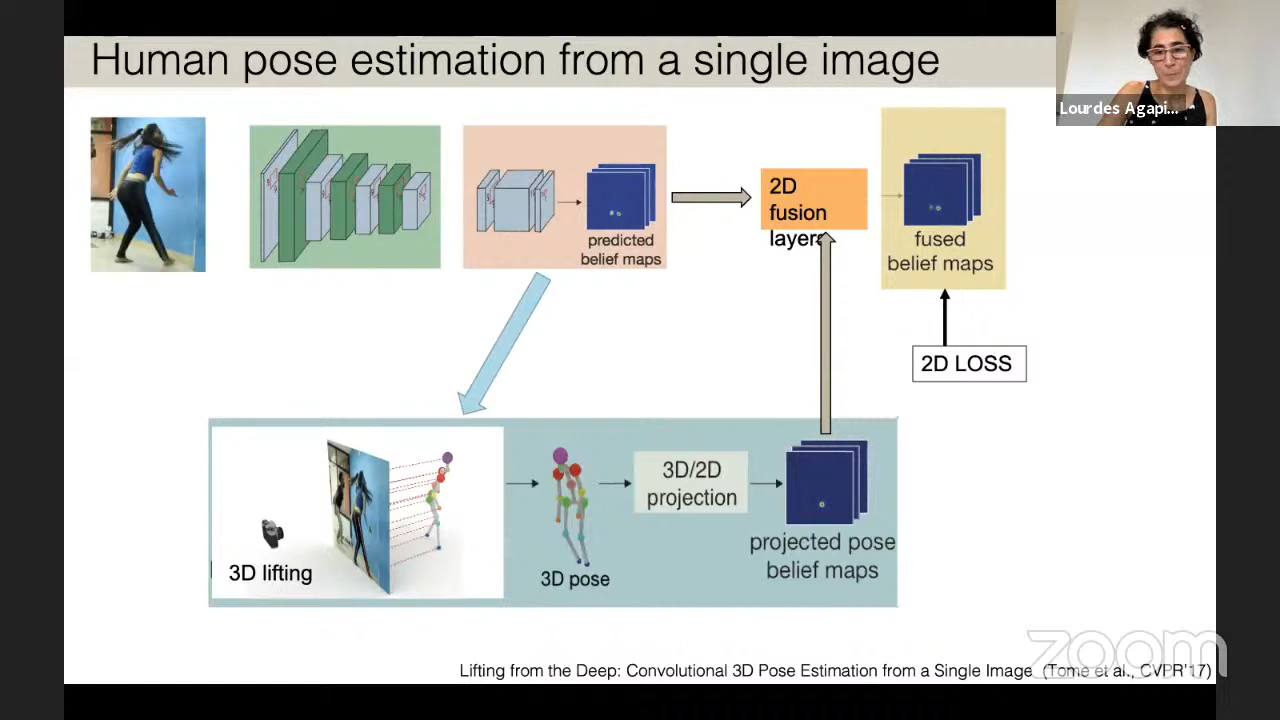 Human pose estimation from a single image
Lourdes Agapi...
predicted
belief maps
2D
fusion
layers
fused
belief maps
2D LOSS
3D lifting
3D pose
3D/2D
projection
projected pose
belief maps
zoom
Lifting from the Deep: Convolutional 3D Pose Estimation from a Single Image (Tome et al., CVPR'17)